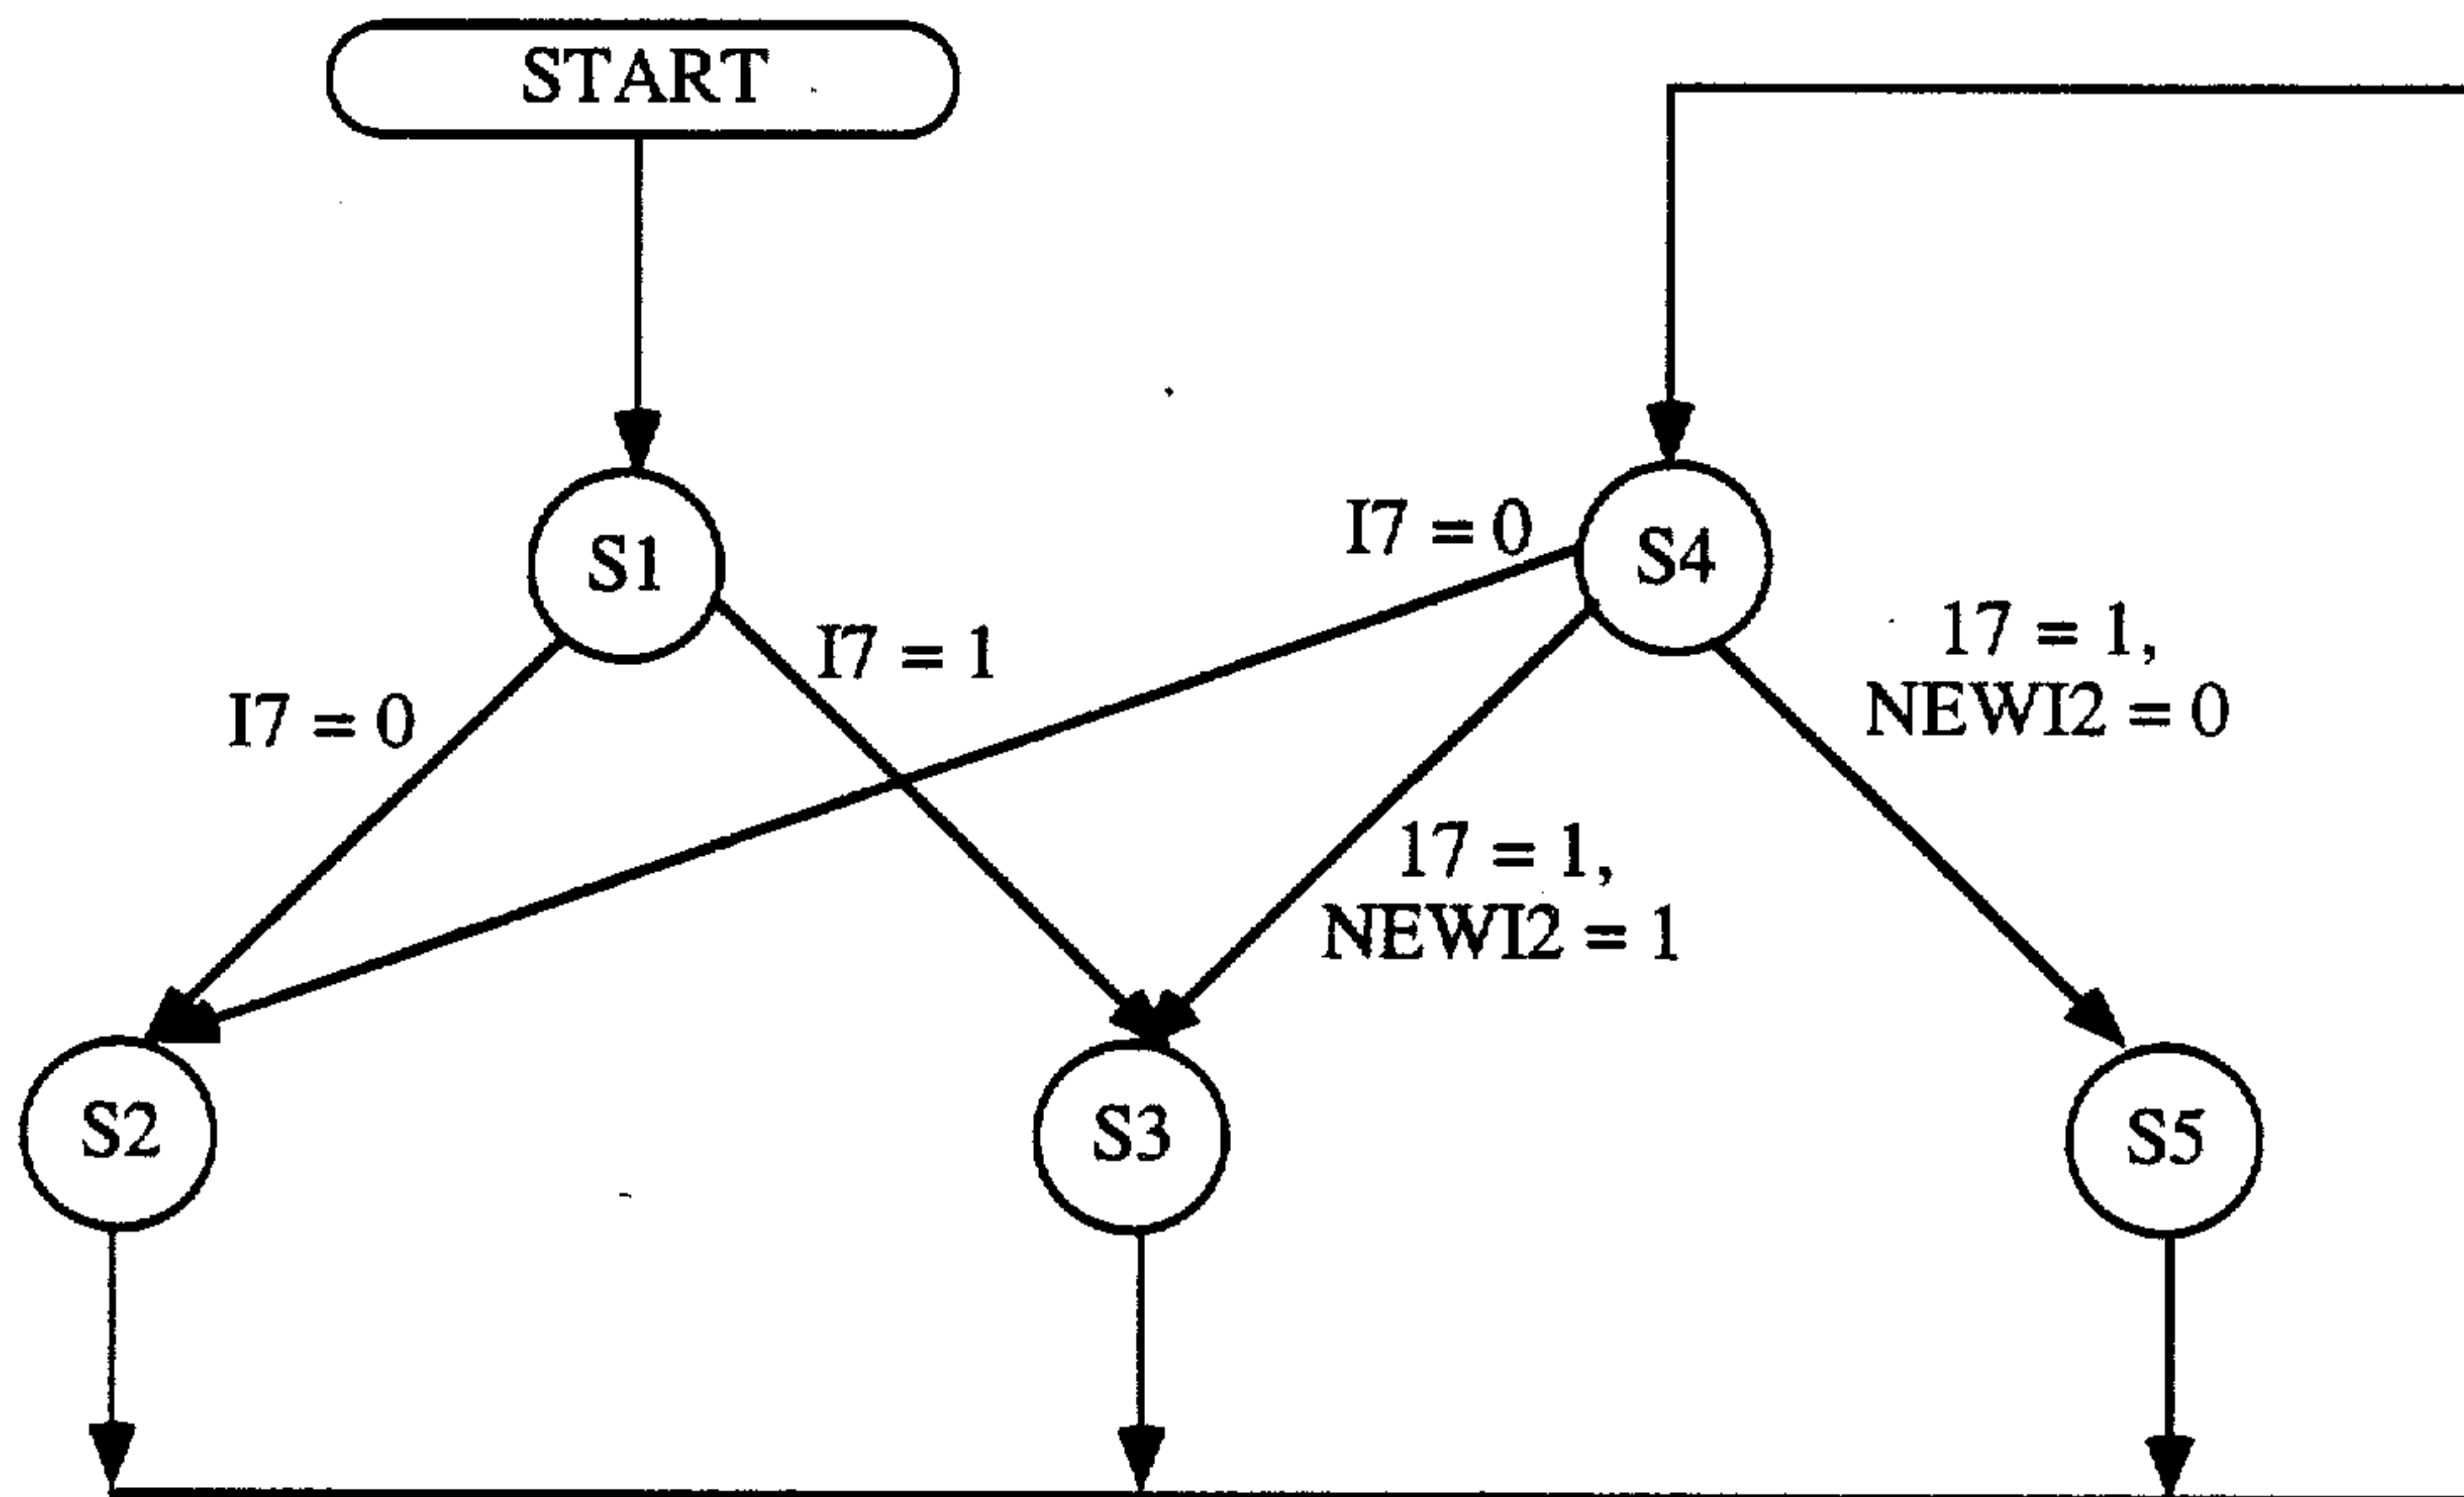 START
S1
S4
I7 = 0
I7 = 1
I7 = 0
17 = 1,
NEWI2 = 0
17 = 1,
NEWI2 = 1
S2
S3
S5